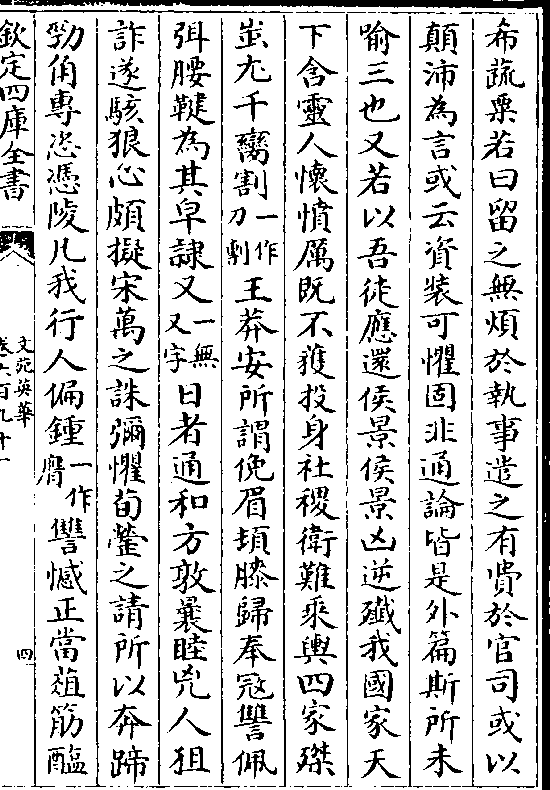 希蔬粟若曰留之無煩於執事遣之有費於官司或以
顛沛為言或云資裝可懼固非通論皆是外篇斯所未
喻三也又若以吾徒應還侯景侯景凶逆殲我國家天
下含靈人懷憤厲既不獲投身社稷衛難乘輿四冢磔
蚩尤千臠割一作刀剸王莽安所謂俛眉頓膝歸奉寇讐佩
弭腰鞬為其皁隷又一無又字日者通和方敦曩睦兇人狙
詐遂駭狼心頗擬宋萬之誅彌懼荀罃之請所以奔蹄
勁角專恣憑陵凡我行人偏鍾一作膺讐憾正當葅筋醢
欽定四庫全書
文苑英華
卷六百九十一
四